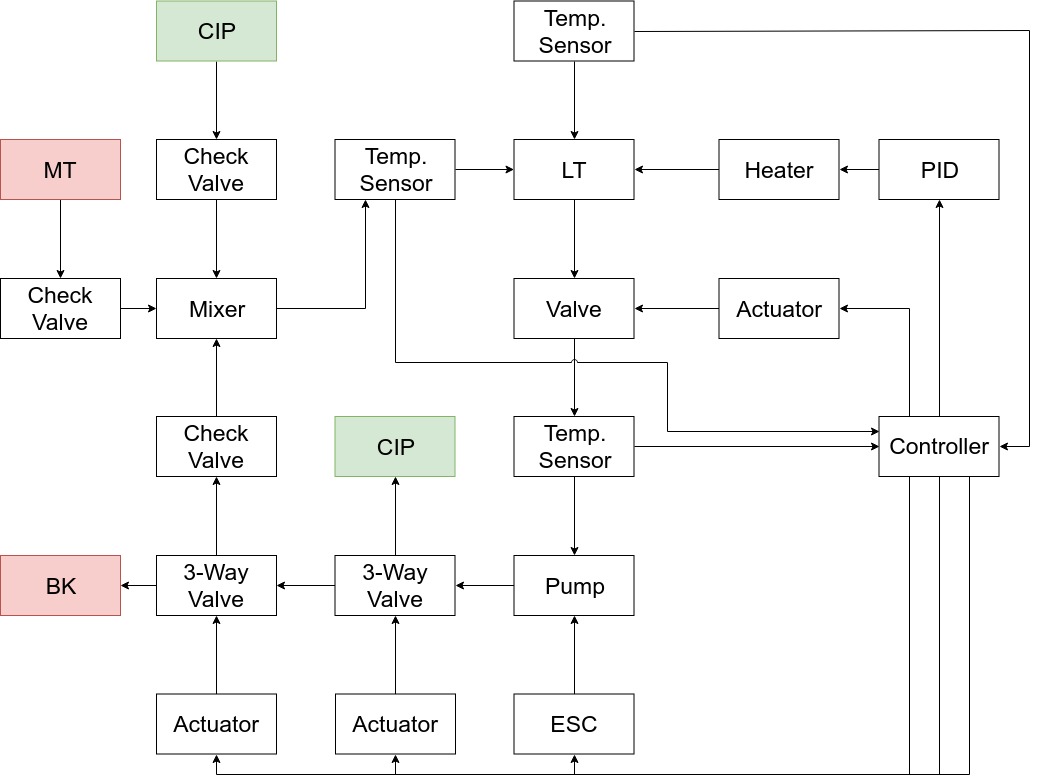 CIP
Temp.
Sensor
MT
Check
Valve
Temp.
Sensor
LT
Heater
PID
Check
Valve
Mixer
Valve
Actuator
Check
Valve
CIP
Temp.
Sensor
Controller
BK
3-Way
Valve
3-Way
Valve
Pump
Actuator
Actuator
ESC